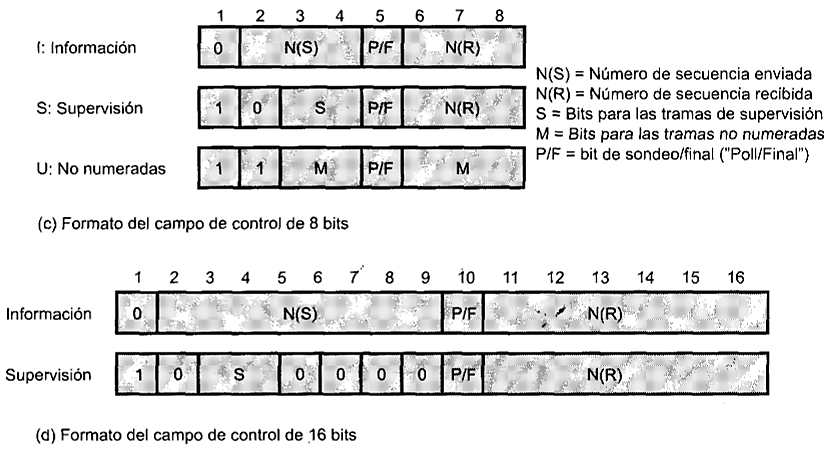 1 2 3 4 5 6 7 8
I: Información 0 N(S) P/F N(R)
S: Supervisión 1 0 S P/F N(R)
U: No numeradas 1 1 M P/F M
N(S) = Número de secuencia enviada
N(R) = Número de secuencia recibida
S = Bits para las tramas de supervisión
M = Bits para las tramas no numeradas
P/F = bit de sondeo/final ("Poll/Final")
(c) Formato del campo de control de 8 bits
1 2 3 4 5 6 7 8 9 10 11 12 13 14 15 16
Información 0 N(S) P/F N(R)
Supervisión 1 0 S 0 0 0 0 P/F N(R)
(d) Formato del campo de control de 16 bits